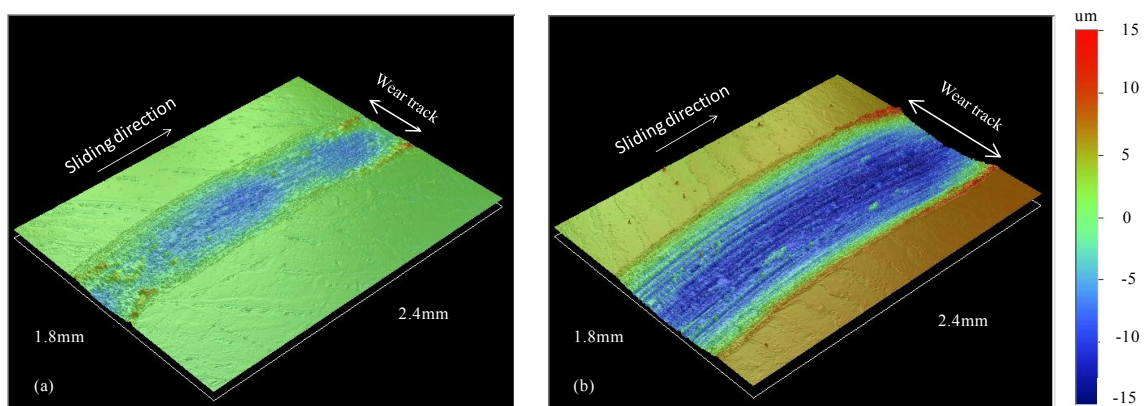 Sliding direction
Wear track
1.8mm
2.4mm
(a)
Sliding direction
Wear track
1.8mm
2.4mm
(b)
um
15
10
5
0
-5
-10
-15